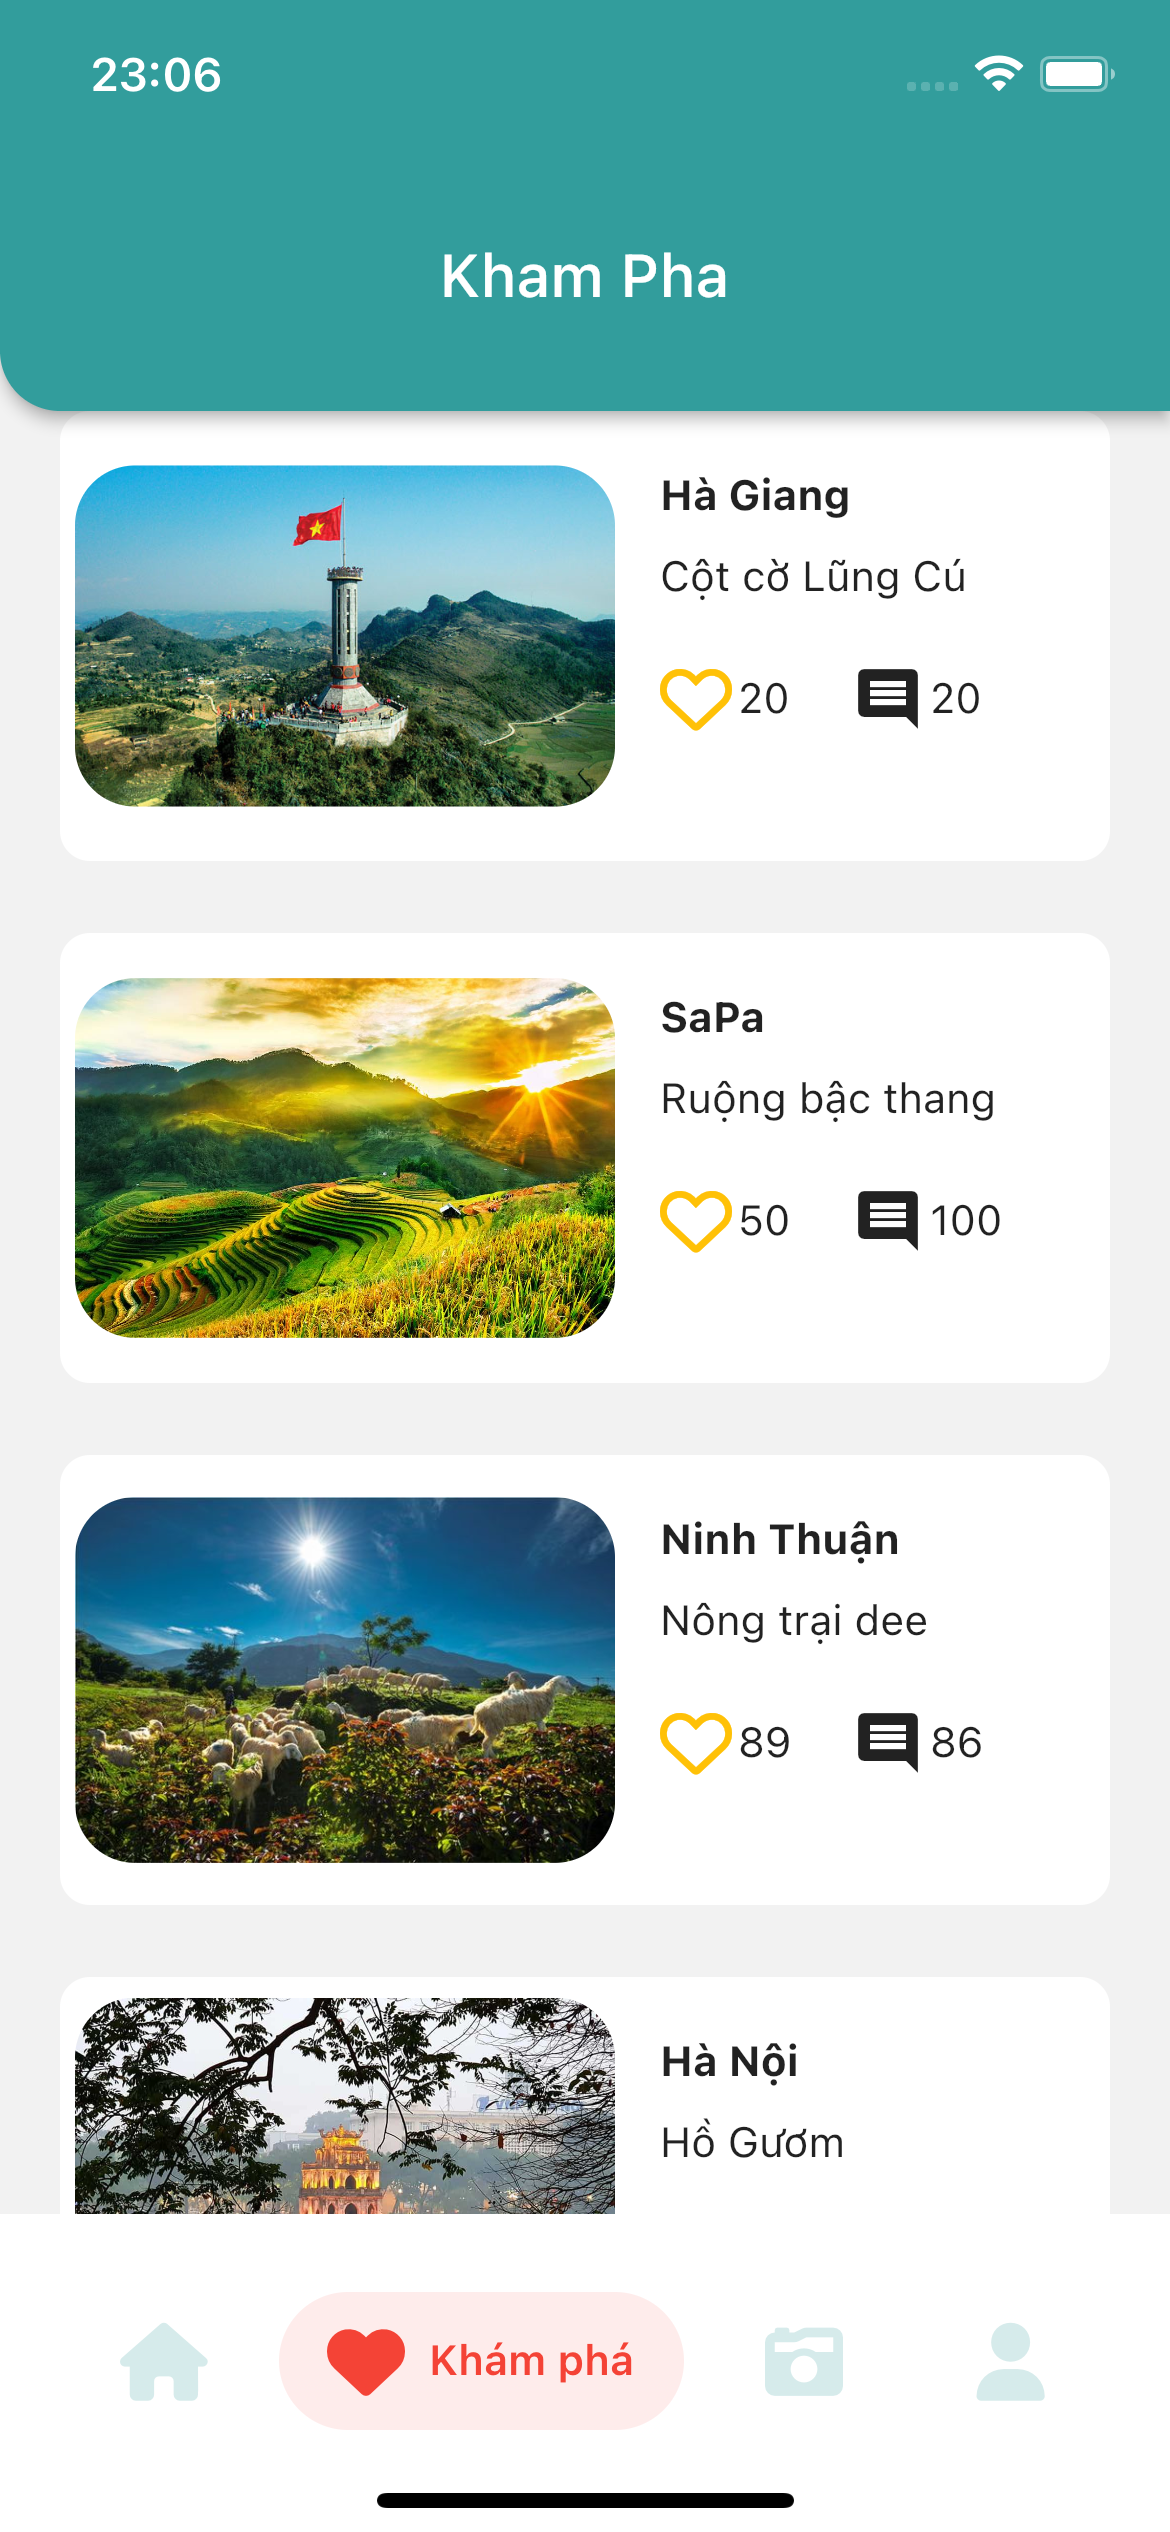 23:06
Kham Pha
Hà Giang
Cột cờ Lũng Cú
20 20
SaPa
Ruộng bậc thang
50 100
Ninh Thuận
Nông trại dee
89 86
Hà Nội
Hồ Gươm
Khám phá